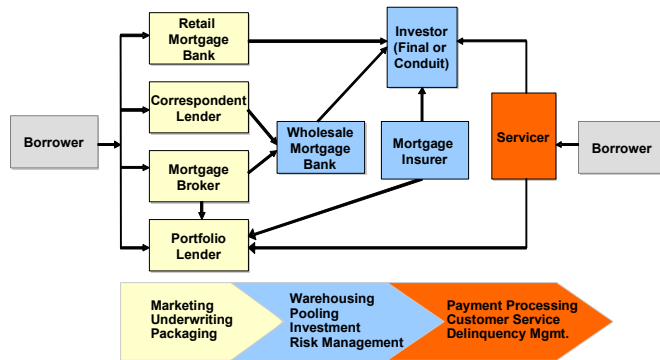 Retail
Mortgage
Bank
Investor
(Final or
Conduit)
Correspondent
Lender
Borrower
Wholesale
Mortgage
Bank
Mortgage
Insurer
Servicer
Borrower
Mortgage
Broker
Portfolio
Lender
Marketing
Underwriting
Packaging
Warehousing
Pooling
Investment
Risk Management
Payment Processing
Customer Service
Delinquency Mgmt.